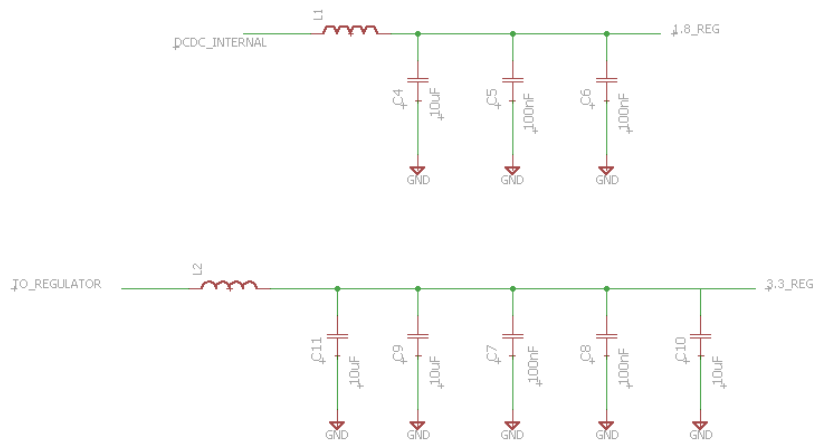 L1
DCDC_INTERNAL
1.8_REG
C4
10uF
C5
100nF
C6
100nF
GND
GND
GND
L2
TO_REGULATOR
3.3_REG
C11
10uF
C9
10uF
C7
100nF
C8
100nF
C10
10uF
GND
GND
GND
GND
GND